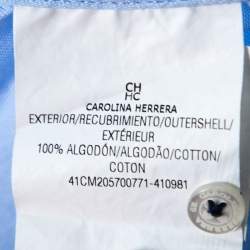 CH
HC
CAROLINA HERRERA
EXTERIOR/RECUBRIMIENTO/OUTERSHELL/
EXTÉRIEUR
100% ALGODÓN/ALGODÃO/COTTON/
COTON
41CM205700771-410981